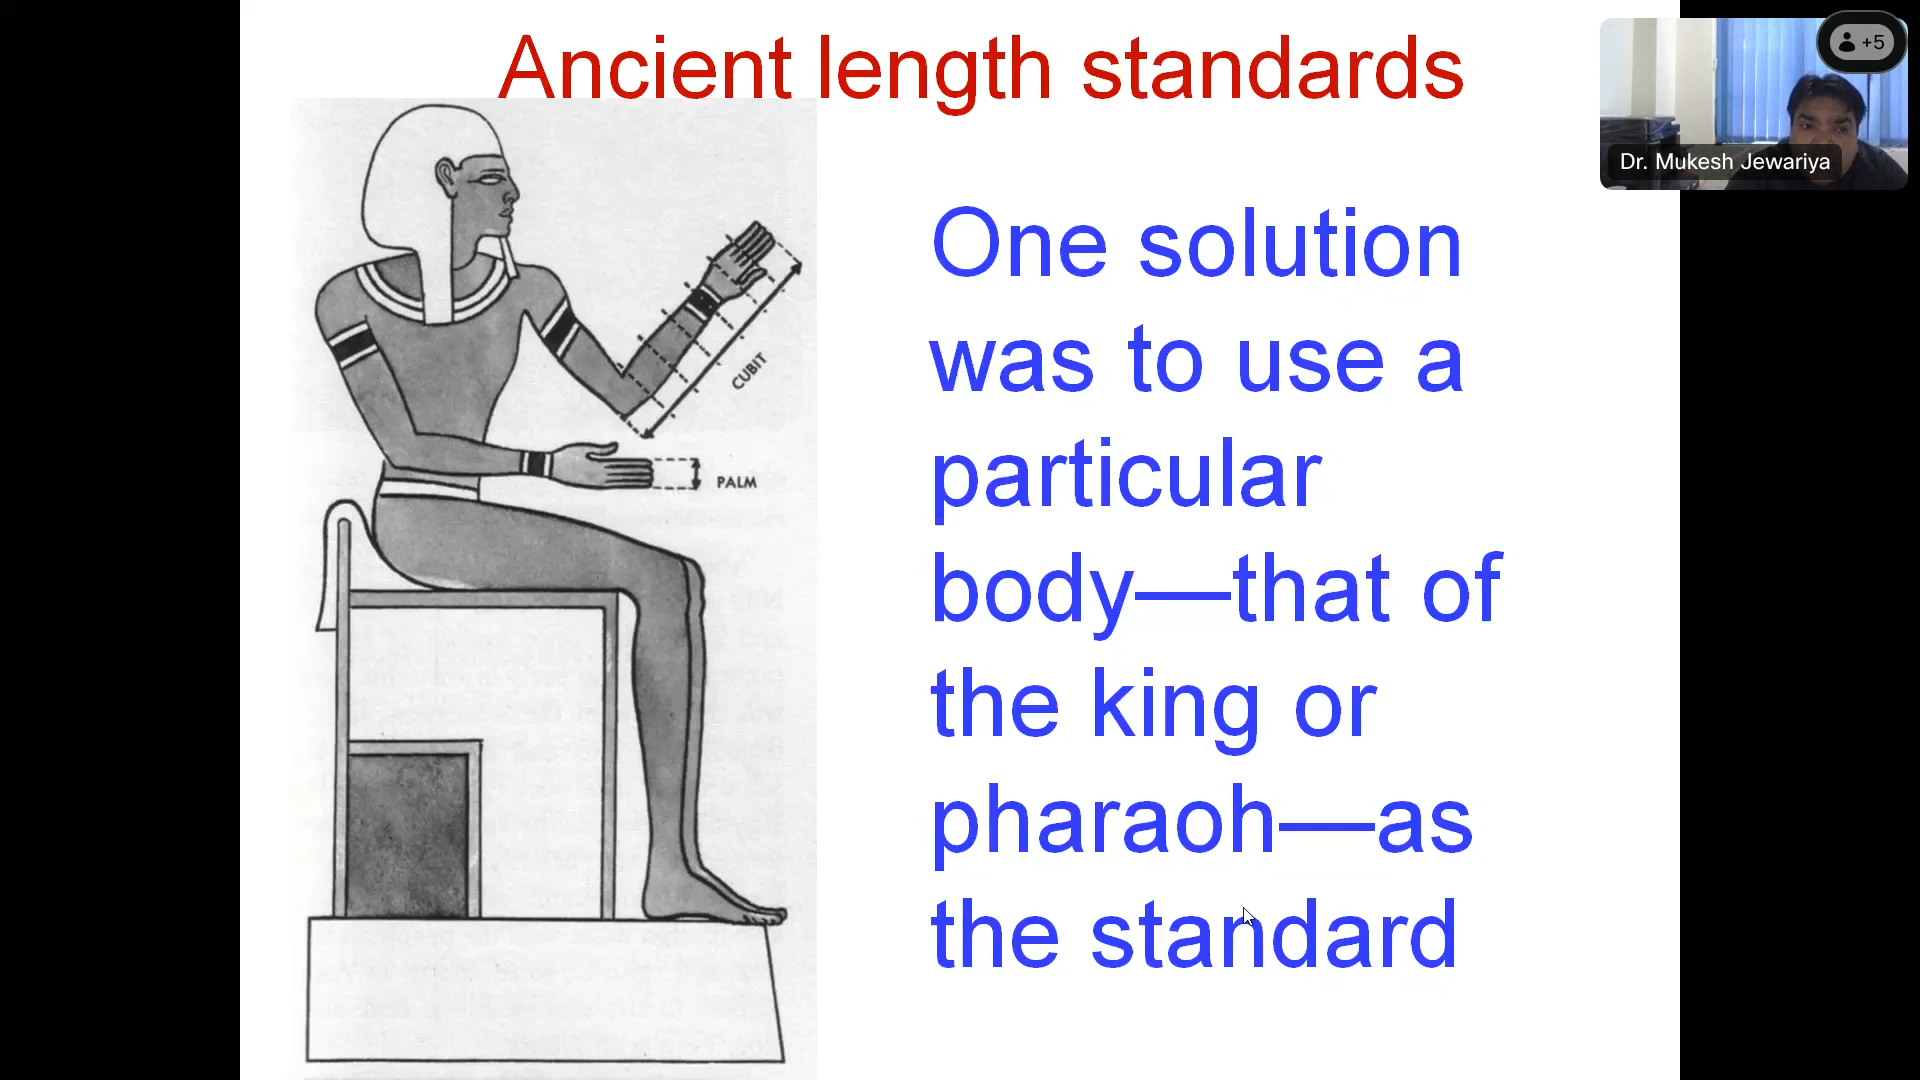 Ancient length standards
+5
Dr. Mukesh Jewariya
One solution
was to use a
particular
body—that of
the king or
pharaoh—as
the standard
CUBIT
PALM